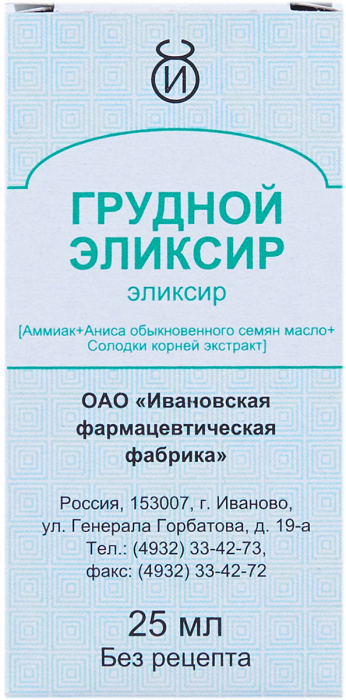 И
ГРУДНОЙ
ЭЛИКСИР
эликсир
[Аммиак+Аниса обыкновенного семян масло+
Солодки корней экстракт]
ОАО «Ивановская
фармацевтическая
фабрика»
Россия, 153007, г. Иваново,
ул. Генерала Горбатова, д. 19-а
Тел.: (4932) 33-42-73,
факс: (4932) 33-42-72
25 мл
Без рецепта